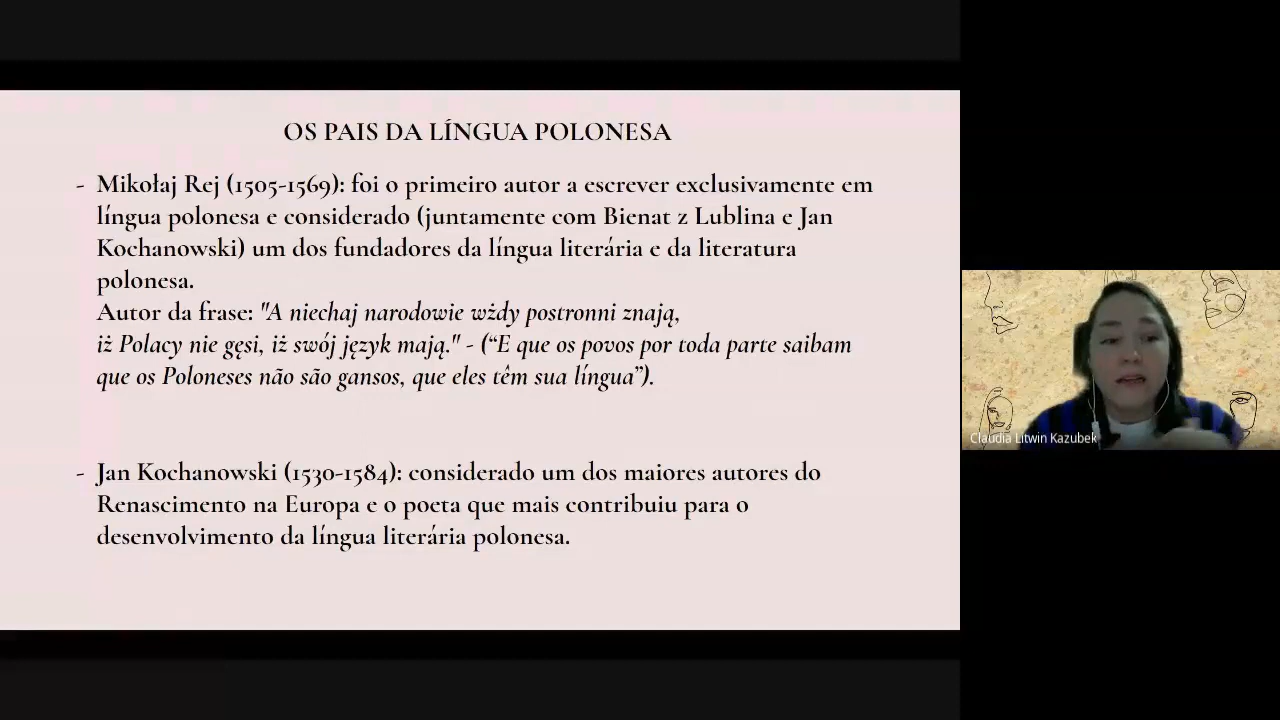 OS PAIS DA LÍNGUA POLONESA
- Mikołaj Rej (1505-1569): foi o primeiro autor a escrever exclusivamente em
língua polonesa e considerado (juntamente com Bienat z Lublina e Jan
Kochanowski) um dos fundadores da língua literária e da literatura
polonesa.
Autor da frase: "A niechaj narodowie wżdy postronni znają,
iż Polacy nie gęsi, iż swój język mają." - (“E que os povos por toda parte saibam
que os Poloneses não são gansos, que eles têm sua língua”).
- Jan Kochanowski (1530-1584): considerado um dos maiores autores do
Renascimento na Europa e o poeta que mais contribuiu para o
desenvolvimento da língua literária polonesa.
Claudia Litwin Kazubek